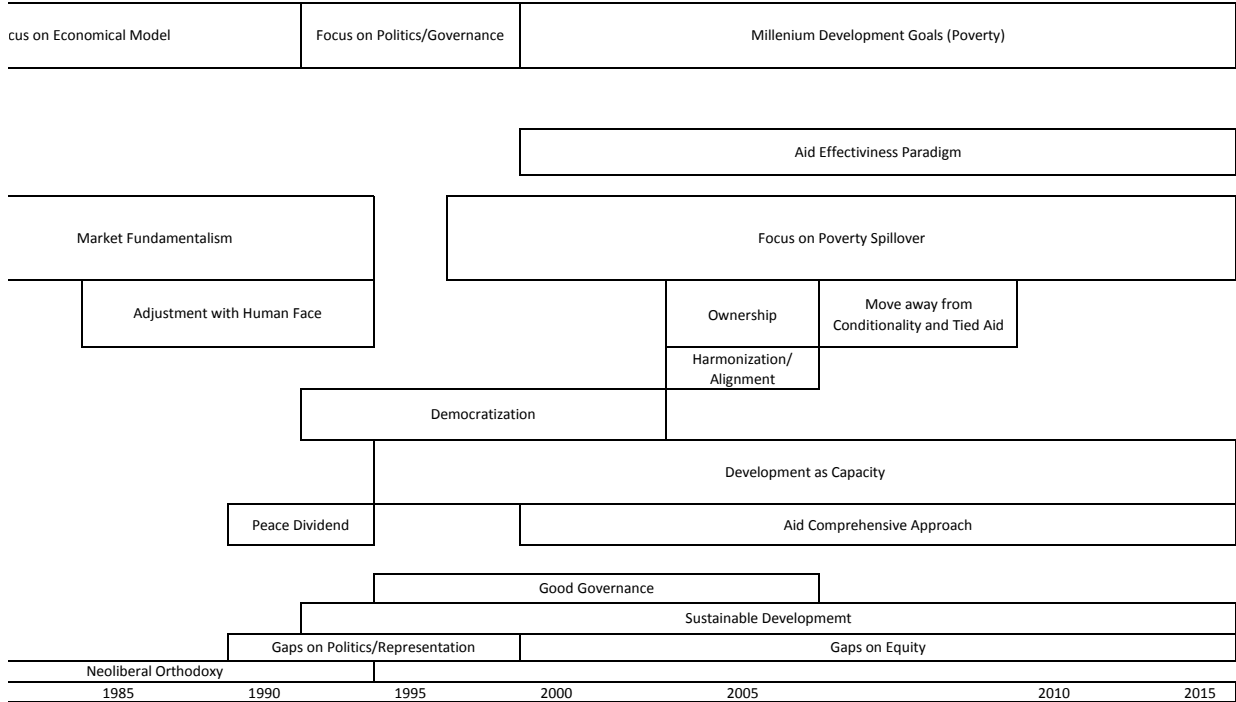 cus on Economical Model
Focus on Politics/Governance
Millenium Development Goals (Poverty)
Aid Effectiviness Paradigm
Market Fundamentalism
Focus on Poverty Spillover
Adjustment with Human Face
Ownership
Move away from
Conditionality and Tied Aid
Harmonization/
Alignment
Democratization
Development as Capacity
Peace Dividend
Aid Comprehensive Approach
Good Governance
Sustainable Developmemt
Gaps on Politics/Representation
Gaps on Equity
Neoliberal Orthodoxy
1985 1990 1995 2000 2005 2010 2015